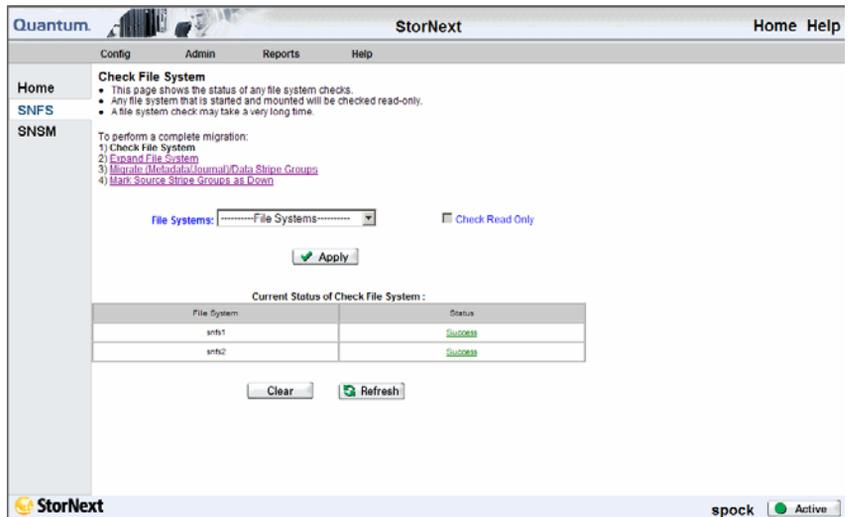 Quantum.
StorNext
Home Help
Config Admin Reports Help
Home
SNFS
SNSM
Check File System
• This page shows the status of any file system checks.
• Any file system that is started and mounted will be checked read-only.
• A file system check may take a very long time.
To perform a complete migration:
1) Check File System
2) Expand File System
3) Migrate (Metadata/Journal)/Data Stripe Groups
4) Mark Source Stripe Groups as Down
File Systems: ----------File Systems---------- Check Read Only
Apply
Current Status of Check File System :
File System Status
snfs1 Success
snfs2 Success
Clear Refresh
StorNext
spock Active